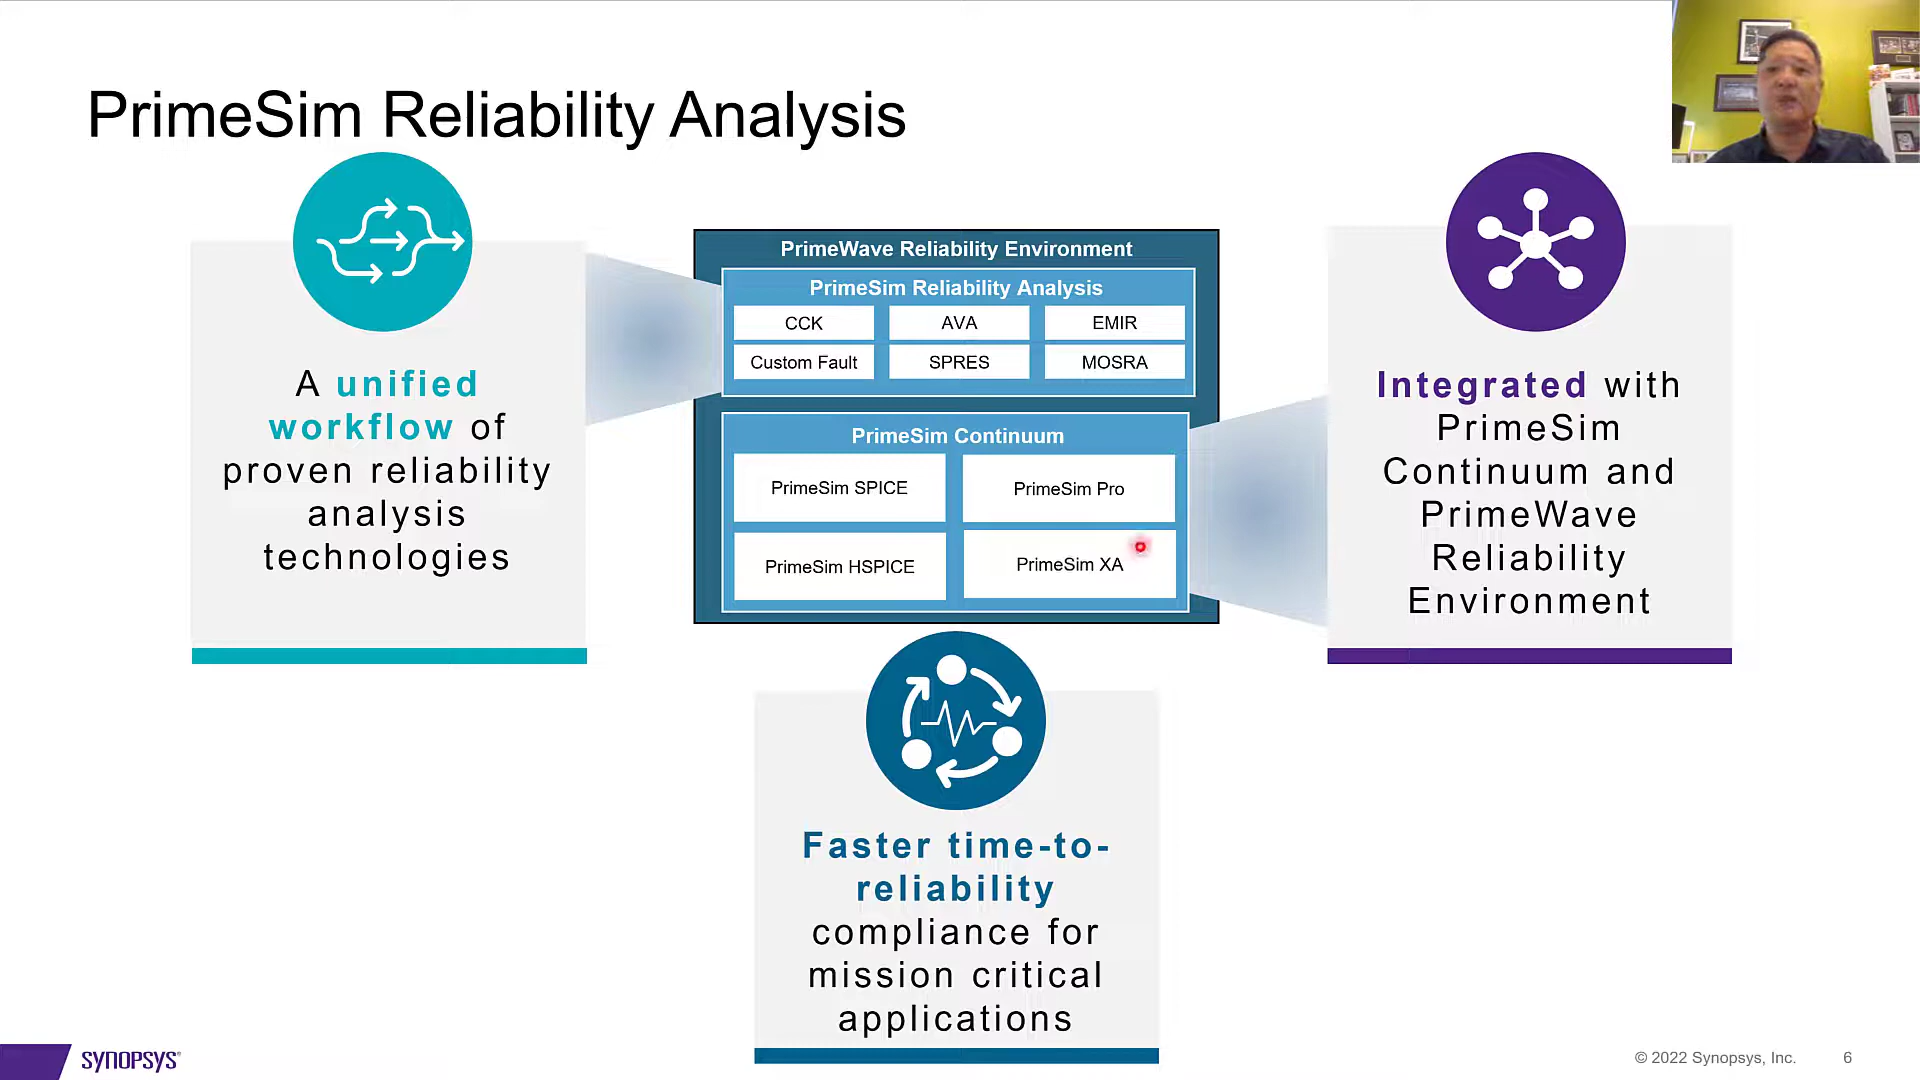 PrimeSim Reliability Analysis
A unified
workflow of
proven reliability
analysis
technologies
PrimeWave Reliability Environment
PrimeSim Reliability Analysis
CCK
AVA
EMIR
Custom Fault
SPRES
MOSRA
PrimeSim Continuum
PrimeSim SPICE
PrimeSim Pro
PrimeSim HSPICE
PrimeSim XA
Integrated with
PrimeSim
Continuum and
PrimeWave
Reliability
Environment
Faster time-to-
reliability
compliance for
mission critical
applications
SYNOPSYS®
© 2022 Synopsys, Inc.
6